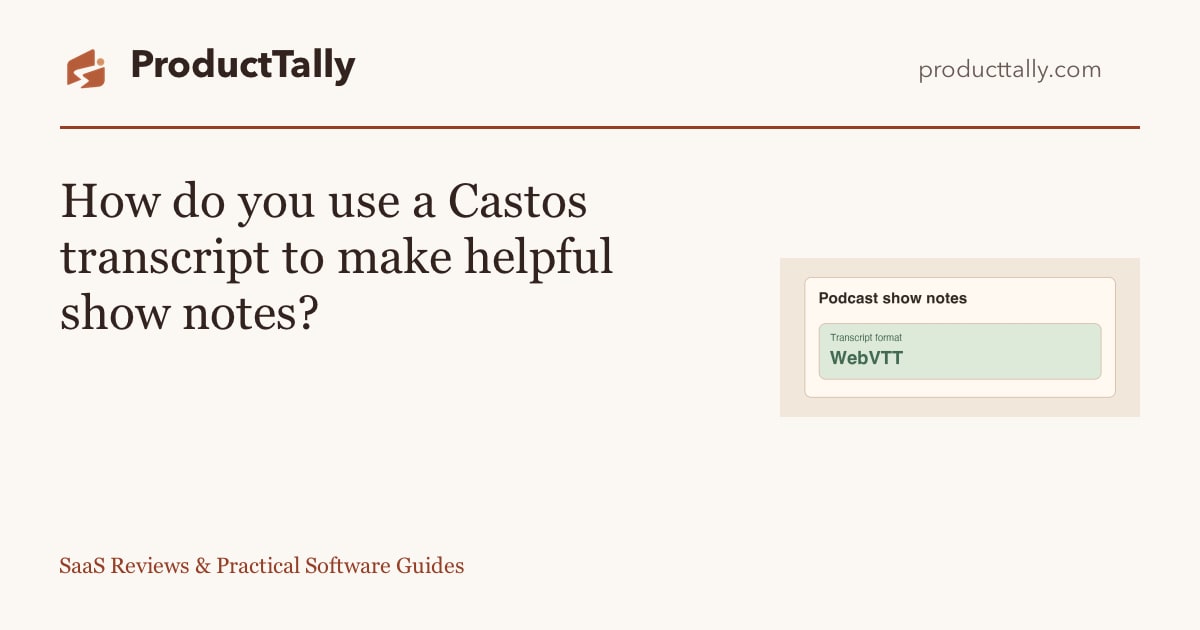 ProductTally
producttally.com
How do you use a Castos
transcript to make helpful
show notes?
Podcast show notes
Transcript format
WebVTT
SaaS Reviews & Practical Software Guides